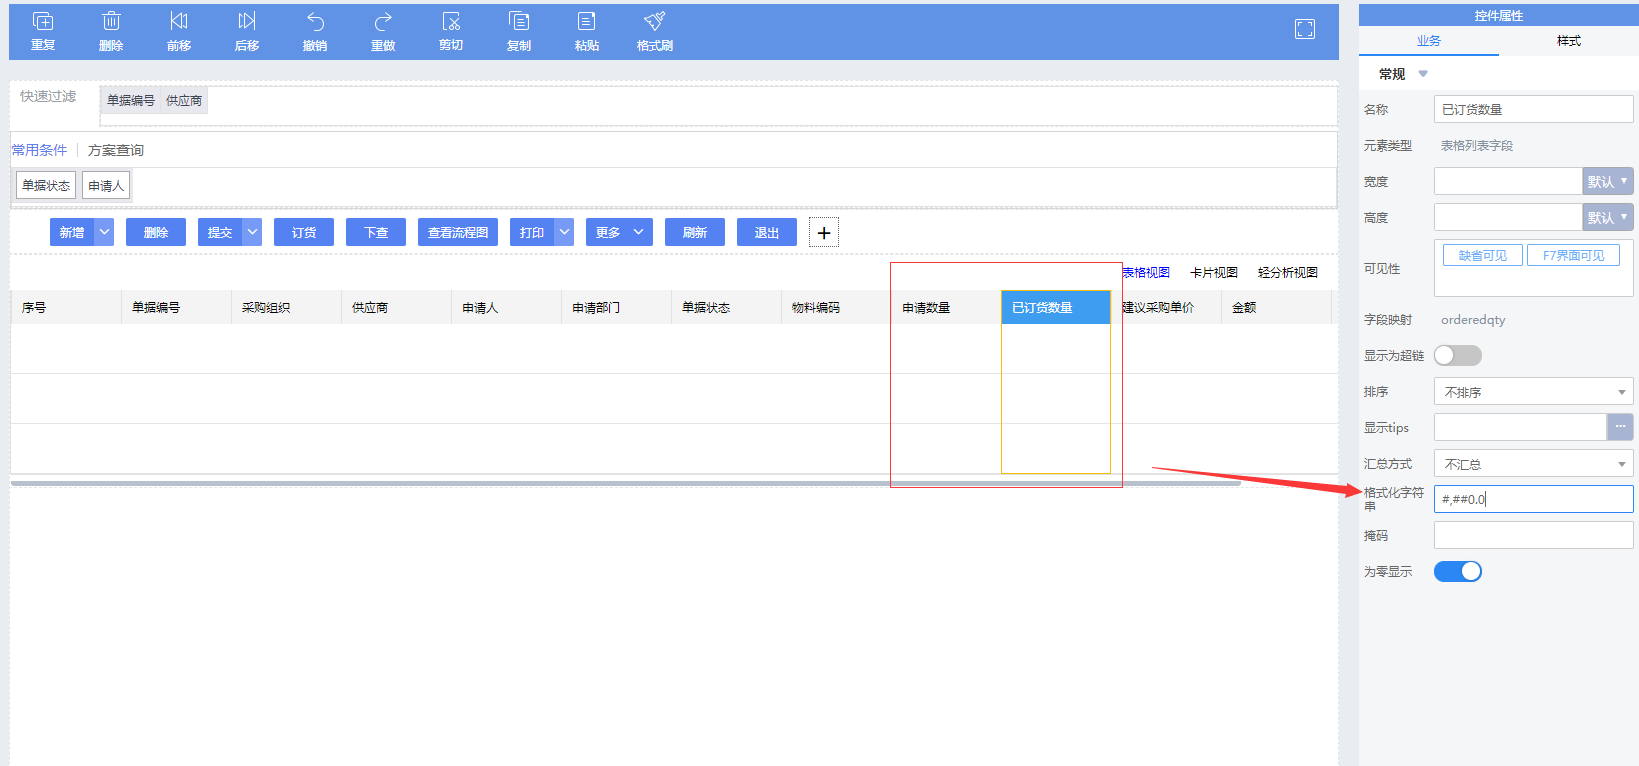 重复 删除 前移 后移 撤销 重做 剪切 复制 粘贴 格式刷
快速过滤 单据编号 供应商
常用条件 方案查询
单据状态 申请人
新增 删除 提交 订货 下查 查看流程图 打印 更多 刷新 退出 +
表格视图 卡片视图 轻分析视图
序号 单据编号 采购组织 供应商 申请人 申请部门 单据状态 物料编码 申请数量 已订货数量 建议采购单价 金额
控件属性
业务 样式
常规
名称 已订货数量
元素类型 表格列表字段
宽度 默认
高度 默认
可见性 缺省可见 F7界面可见
字段映射 orderedqty
显示为超链
排序 不排序
显示tips ...
汇总方式 不汇总
格式化字符
串 #,##0.0
掩码
为零显示